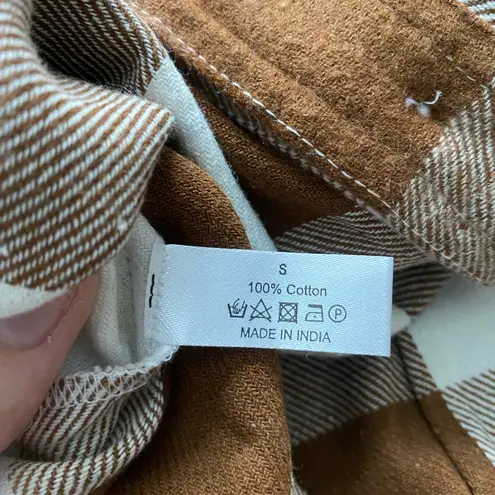 S
100% Cotton
P
MADE IN INDIA